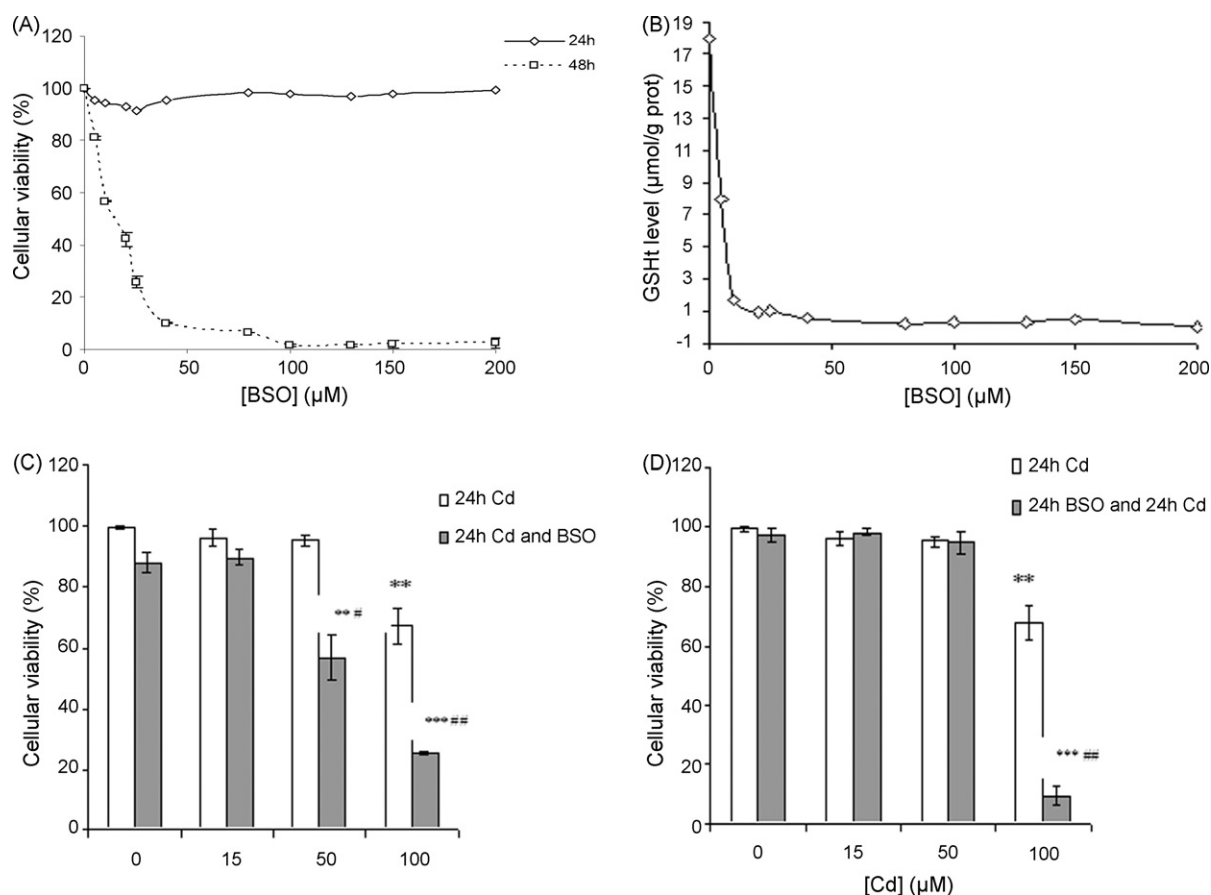 (A)
120
100
80
60
40
20
0
Cellular viability (%)
0 50 100 150 200
[BSO] (µM)
24h
48h
(B)
19
17
15
13
11
9
7
5
3
1
-1
GSHt level (µmol/g prot)
0 50 100 150 200
[BSO] (µM)
(C)
120
100
80
60
40
20
0
Cellular viability (%)
24h Cd
24h Cd and BSO
** #
**
*** ##
0 15 50 100
(D)
120
100
80
60
40
20
0
Cellular viability (%)
24h Cd
24h BSO and 24h Cd
**
*** ##
0 15 50 100
[Cd] (µM)